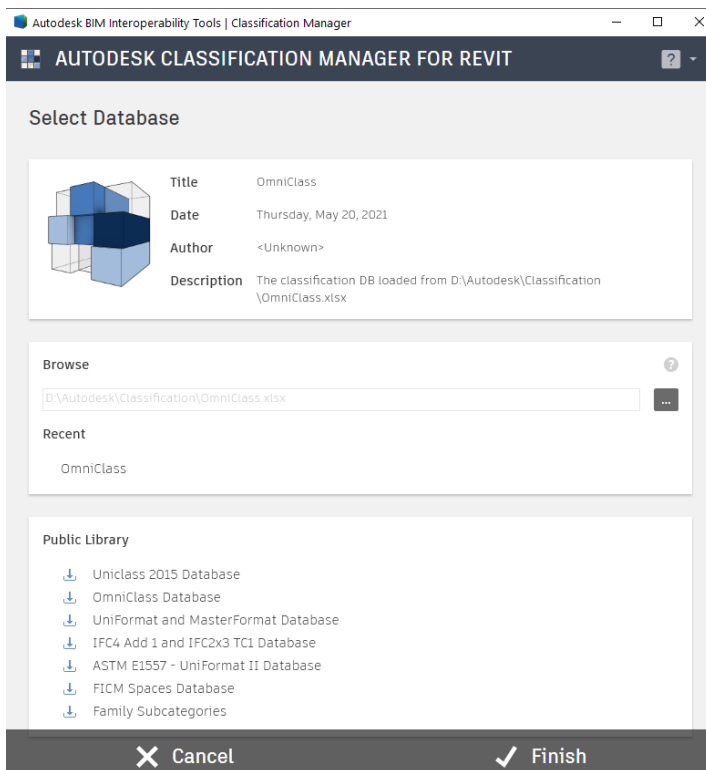 Autodesk BIM Interoperability Tools | Classification Manager
AUTODESK CLASSIFICATION MANAGER FOR REVIT
?
Select Database
Title OmniClass
Date Thursday, May 20, 2021
Author <Unknown>
Description The classification DB loaded from D:\Autodesk\Classification
\OmniClass.xlsx
Browse
?
D:\Autodesk\Classification\OmniClass.xlsx
...
Recent
OmniClass
Public Library
Uniclass 2015 Database
OmniClass Database
UniFormat and MasterFormat Database
IFC4 Add 1 and IFC2x3 TC1 Database
ASTM E1557 - UniFormat II Database
FICM Spaces Database
Family Subcategories
Cancel
Finish